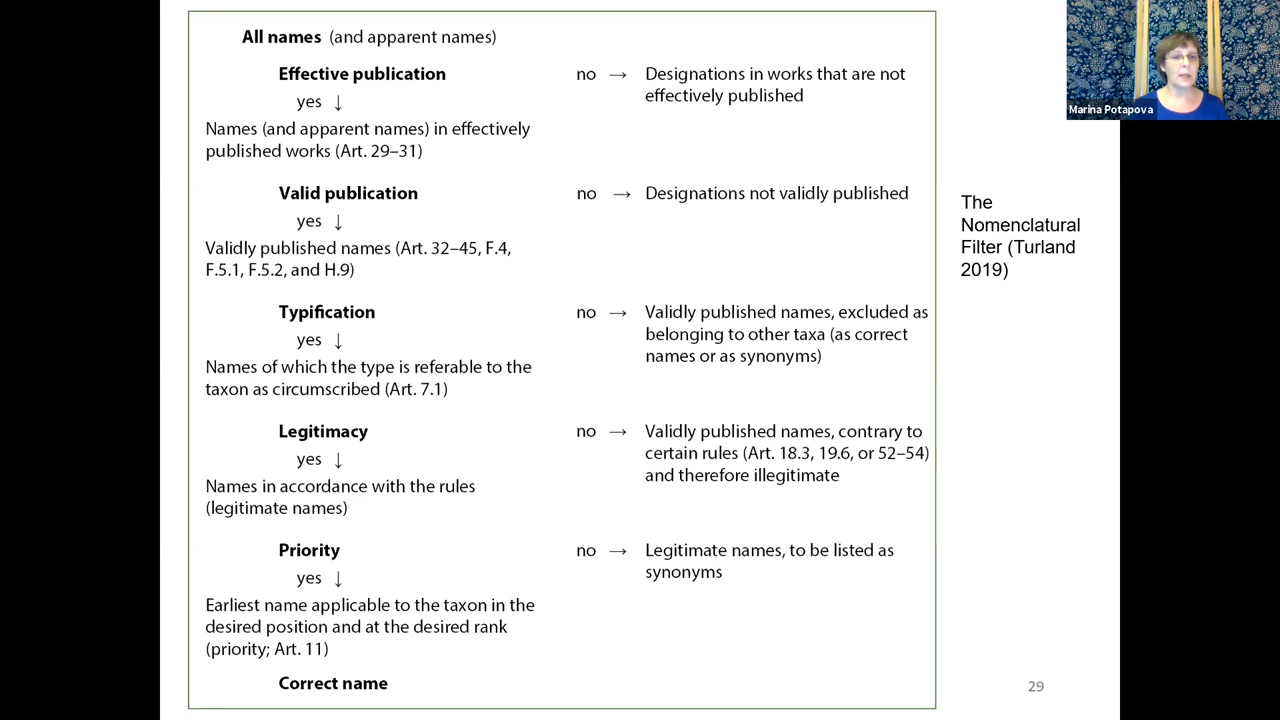 All names (and apparent names)
Effective publication no → Designations in works that are not
effectively published
yes ↓
Names (and apparent names) in effectively
published works (Art. 29–31)
Valid publication no → Designations not validly published
yes ↓
Validly published names (Art. 32–45, F.4,
F.5.1, F.5.2, and H.9)
Typification no → Validly published names, excluded as
belonging to other taxa (as correct
names or as synonyms)
yes ↓
Names of which the type is referable to the
taxon as circumscribed (Art. 7.1)
Legitimacy no → Validly published names, contrary to
certain rules (Art. 18.3, 19.6, or 52–54)
and therefore illegitimate
yes ↓
Names in accordance with the rules
(legitimate names)
Priority no → Legitimate names, to be listed as
synonyms
yes ↓
Earliest name applicable to the taxon in the
desired position and at the desired rank
(priority; Art. 11)
Correct name
The
Nomenclatural
Filter (Turland
2019)
29
Marina Potapova